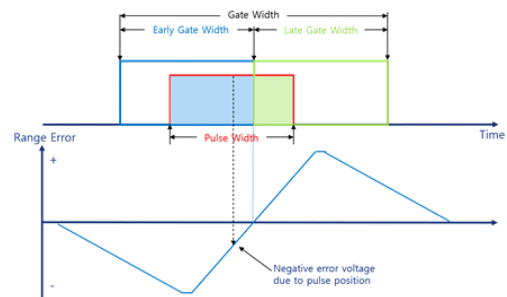 Gate Width
Early Gate Width
Late Gate Width
Pulse Width
Time
Range Error
+
-
Negative error voltage
due to pulse position